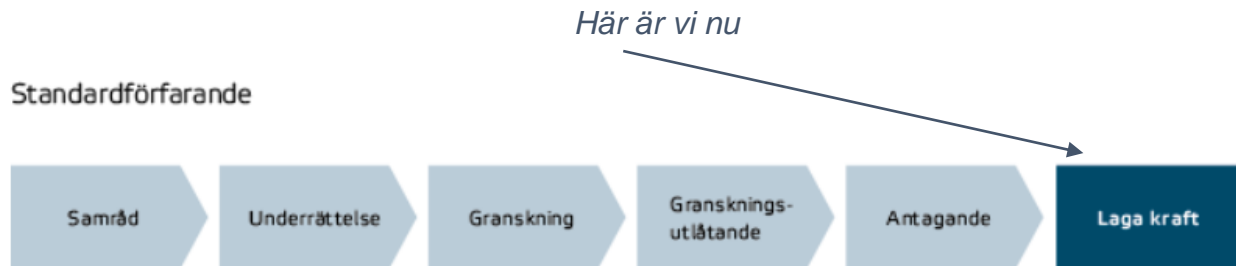 Här är vi nu
Standardförfarande
Samråd
Underrättelse
Granskning
Gransknings-
utlåtande
Antagande
Laga kraft